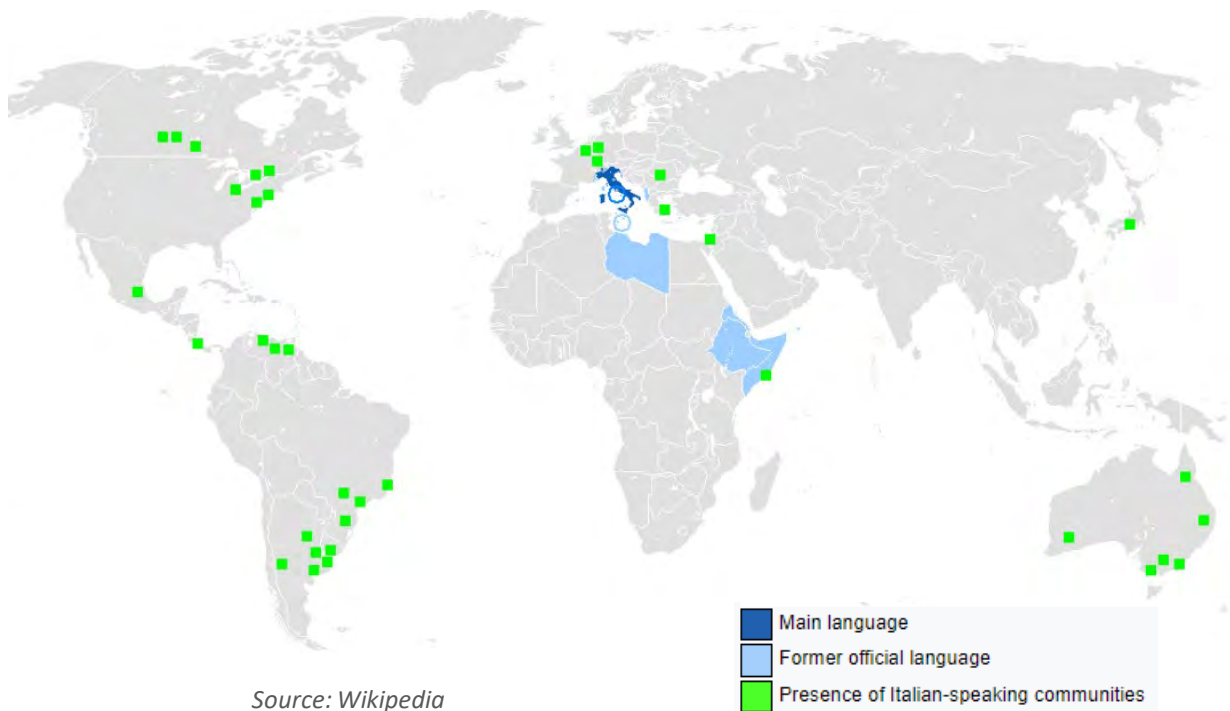 Main language
Former official language
Presence of Italian-speaking communities
Source: Wikipedia